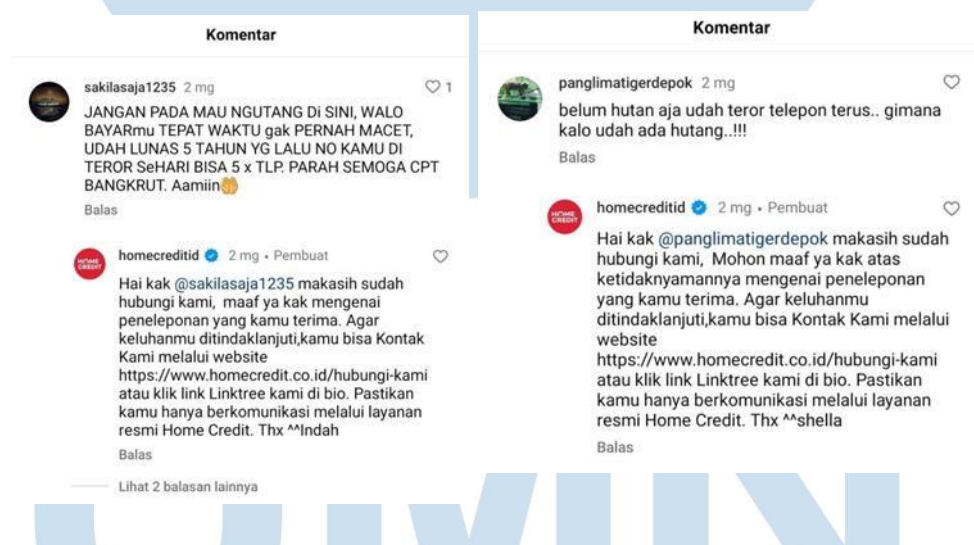 Komentar
sakilasaja1235 2 mg
1
JANGAN PADA MAU NGUTANG Di SINI, WALO
BAYARmu TEPAT WAKTU gak PERNAH MACET,
UDAH LUNAS 5 TAHUN YG LALU NO KAMU DI
TEROR SeHARI BISA 5 x TLP. PARAH SEMOGA CPT
BANGKRUT. Aamiin🤲
Balas
HOME
CREDIT
homecreditid 2 mg • Pembuat
Hai kak @sakilasaja1235 makasih sudah
hubungi kami, maaf ya kak mengenai
peneleponan yang kamu terima. Agar
keluhanmu ditindaklanjuti,kamu bisa Kontak
Kami melalui website
https://www.homecredit.co.id/hubungi-kami
atau klik link Linktree kami di bio. Pastikan
kamu hanya berkomunikasi melalui layanan
resmi Home Credit. Thx ^^Indah
Balas
Lihat 2 balasan lainnya
Komentar
panglimatigerdepok 2 mg
belum hutan aja udah teror telepon terus.. gimana
kalo udah ada hutang..!!!
Balas
HOME
CREDIT
homecreditid 2 mg • Pembuat
Hai kak @panglimatigerdepok makasih sudah
hubungi kami, Mohon maaf ya kak atas
ketidaknyamannya mengenai peneleponan
yang kamu terima. Agar keluhanmu
ditindaklanjuti,kamu bisa Kontak Kami melalui
website
https://www.homecredit.co.id/hubungi-kami
atau klik link Linktree kami di bio. Pastikan
kamu hanya berkomunikasi melalui layanan
resmi Home Credit. Thx ^^shella
Balas